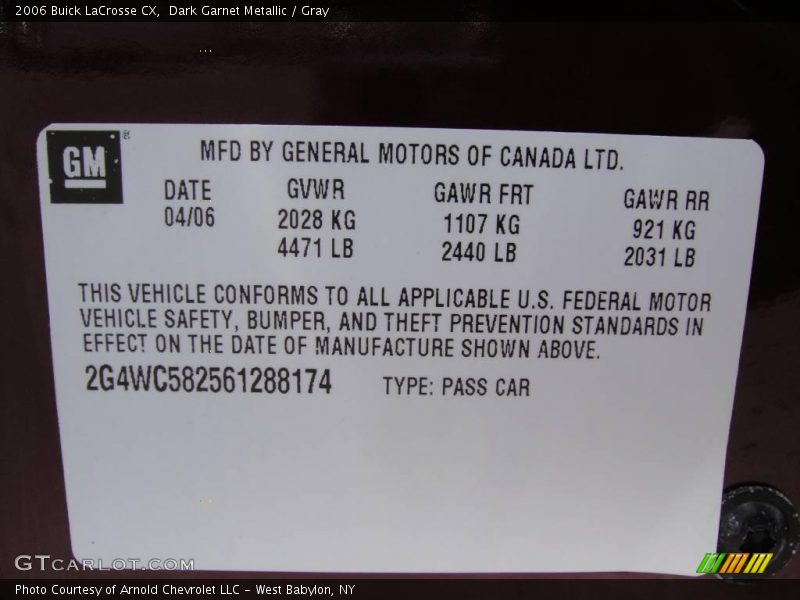 2006 Buick LaCrosse CX,  Dark Garnet Metallic / Gray
GM ®
MFD BY GENERAL MOTORS OF CANADA LTD.
DATE GVWR GAWR FRT GAWR RR
04/06 2028 KG 1107 KG 921 KG
4471 LB 2440 LB 2031 LB
THIS VEHICLE CONFORMS TO ALL APPLICABLE U.S. FEDERAL MOTOR
VEHICLE SAFETY, BUMPER, AND THEFT PREVENTION STANDARDS IN
EFFECT ON THE DATE OF MANUFACTURE SHOWN ABOVE.
2G4WC582561288174 TYPE: PASS CAR
GTCARLOT.COM
Photo Courtesy of Arnold Chevrolet LLC - West Babylon, NY